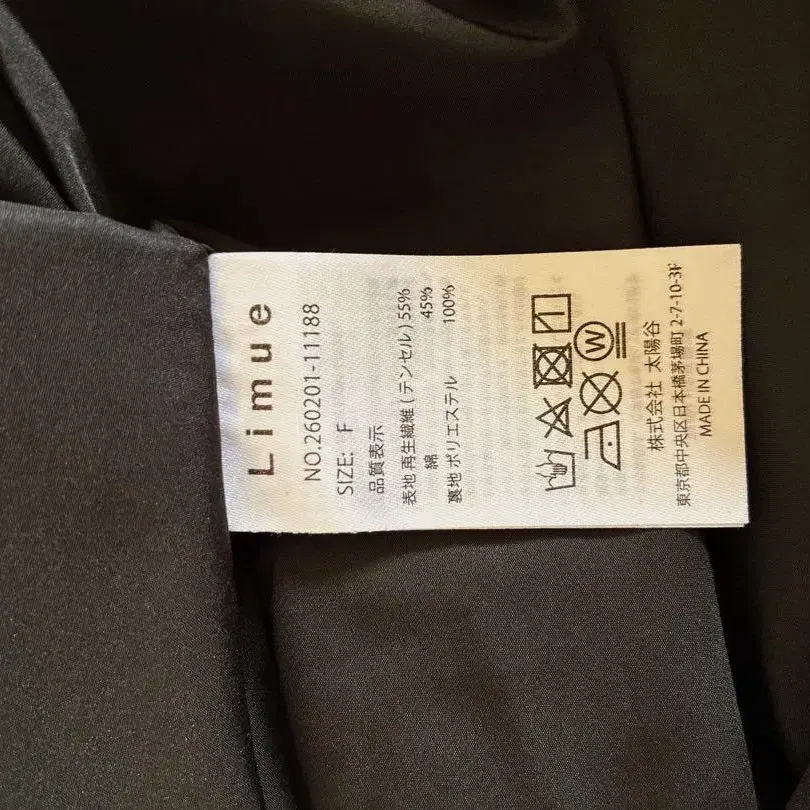 Limue
NO.260201-11188
SIZE: F
品質表示
表地 再生繊維 (テンセル) 55%
綿 45%
裏地 ポリエステル 100%
W
株式会社 太陽谷
東京都中央区日本橋茅場町 2-7-10-3F
MADE IN CHINA